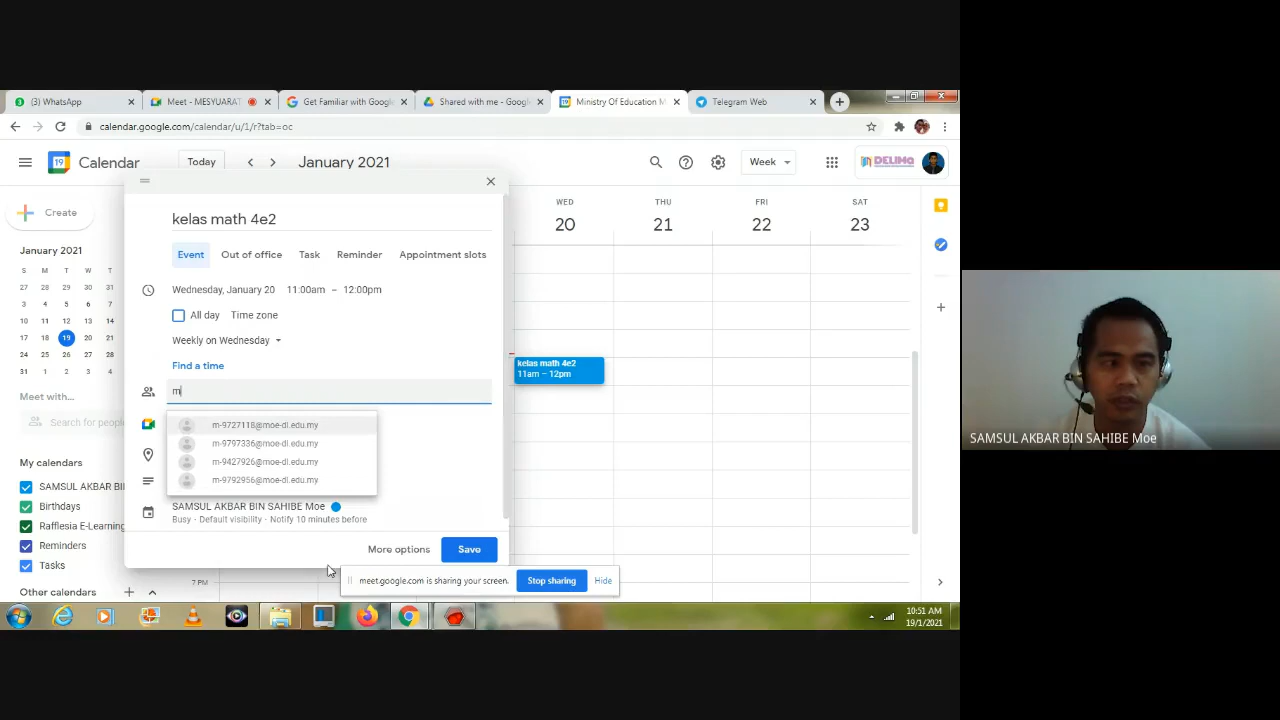 (3) WhatsApp
Meet - MESYUARAT
Get Familiar with Google
Shared with me - Google
Ministry Of Education M
Telegram Web
calendar.google.com/calendar/u/1/r?tab=oc
19
Calendar
Today
January 2021
Week
DELIMa
Create
January 2021
S M T W T F S
27 28 29 30 31 1 2
3 4 5 6 7 8 9
10 11 12 13 14 15 16
17 18 19 20 21 22 23
24 25 26 27 28 29 30
31 1 2 3 4 5 6
Meet with...
Search for people
My calendars
SAMSUL AKBAR BI
Birthdays
Rafflesia E-Learning
Reminders
Tasks
Other calendars
kelas math 4e2
Event Out of office Task Reminder Appointment slots
Wednesday, January 20 11:00am – 12:00pm
All day Time zone
Weekly on Wednesday
Find a time
m
m-9727118@moe-dl.edu.my
m-9797336@moe-dl.edu.my
m-9427926@moe-dl.edu.my
m-9792956@moe-dl.edu.my
SAMSUL AKBAR BIN SAHIBE Moe
Busy · Default visibility · Notify 10 minutes before
More options Save
WED THU FRI SAT
20 21 22 23
kelas math 4e2
11am – 12pm
7 PM
meet.google.com is sharing your screen. Stop sharing Hide
10:51 AM
19/1/2021
SAMSUL AKBAR BIN SAHIBE Moe